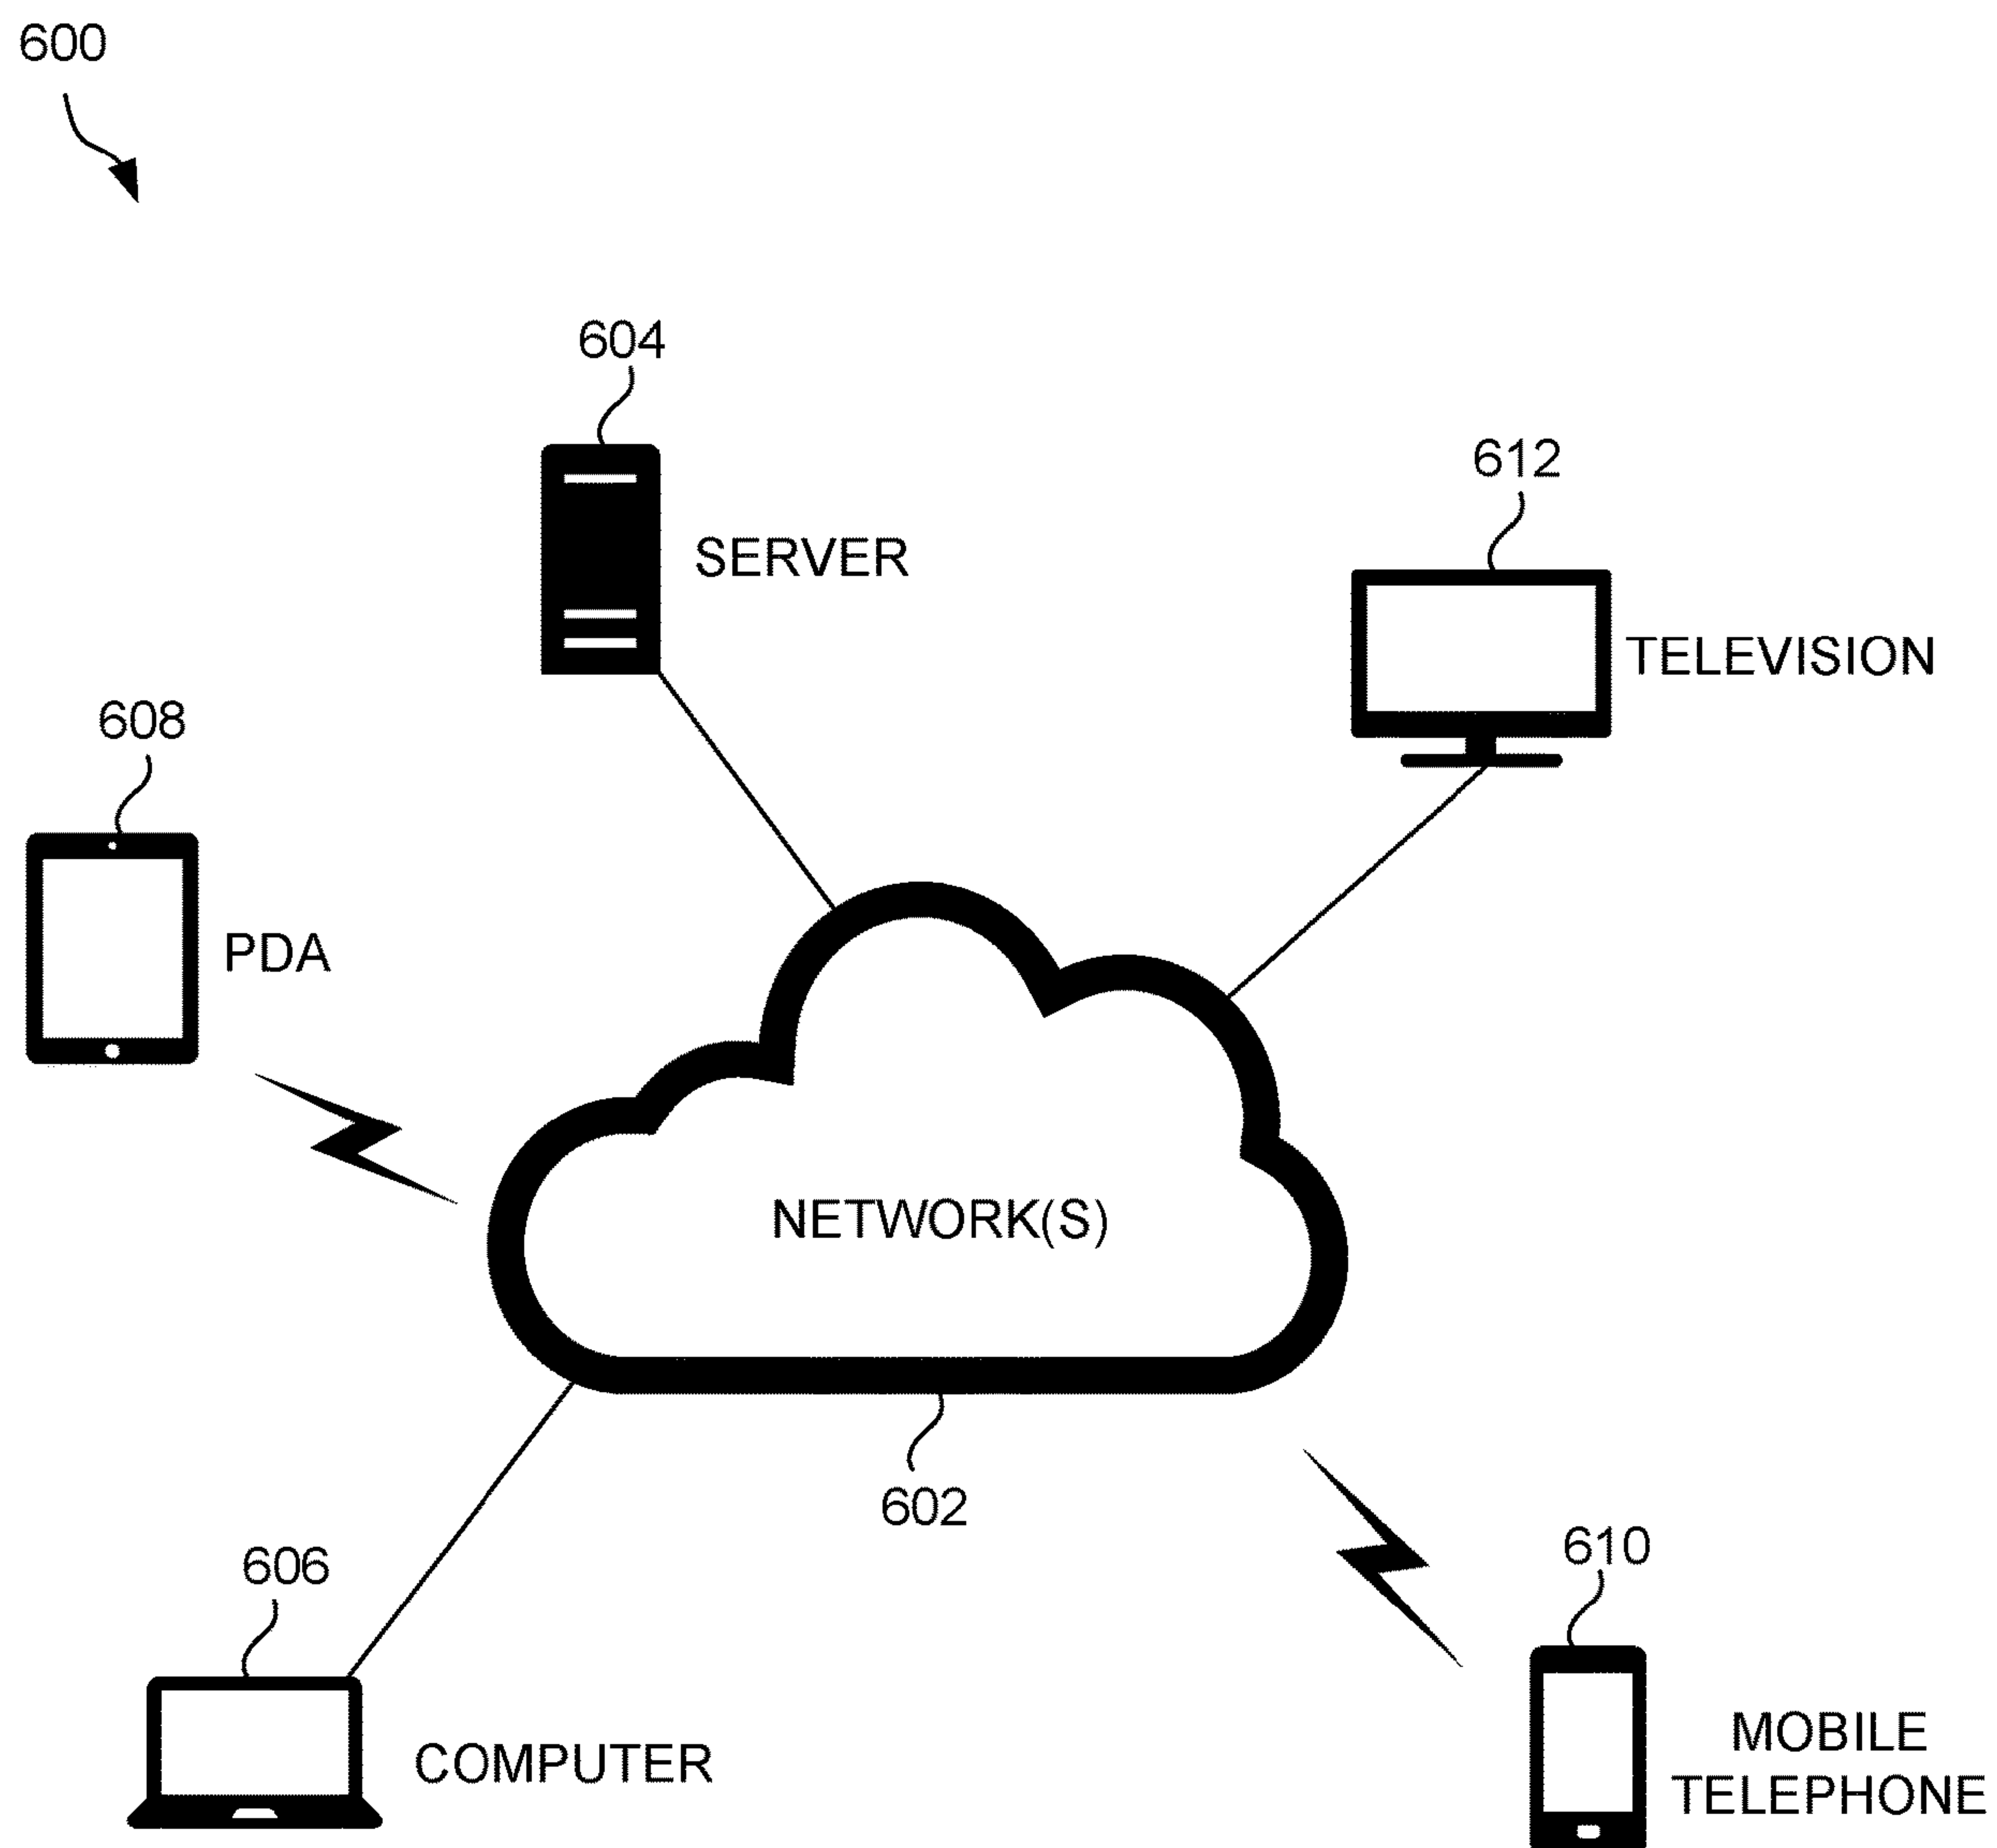 600
604
SERVER
612
TELEVISION
608
PDA
NETWORK(S)
602
606
COMPUTER
610
MOBILE
TELEPHONE